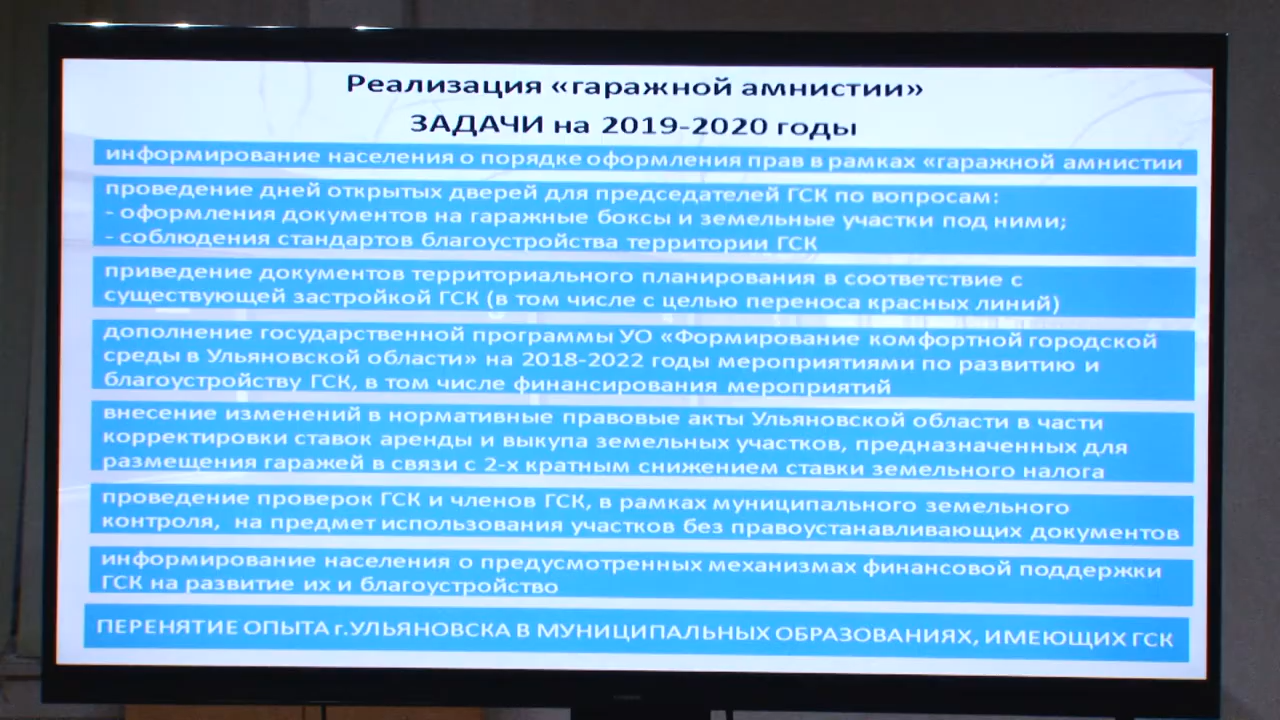 Реализация «гаражной амнистии»
ЗАДАЧИ на 2019-2020 годы
информирование населения о порядке оформления прав в рамках «гаражной амнистии
проведение дней открытых дверей для председателей ГСК по вопросам:
- оформления документов на гаражные боксы и земельные участки под ними;
- соблюдения стандартов благоустройства территории ГСК
приведение документов территориального планирования в соответствие с
существующей застройкой ГСК (в том числе с целью переноса красных линий)
дополнение государственной программы УО «Формирование комфортной городской
среды в Ульяновской области» на 2018-2022 годы мероприятиями по развитию и
благоустройству ГСК, в том числе финансирования мероприятий
внесение изменений в нормативные правовые акты Ульяновской области в части
корректировки ставок аренды и выкупа земельных участков, предназначенных для
размещения гаражей в связи с 2-х кратным снижением ставки земельного налога
проведение проверок ГСК и членов ГСК, в рамках муниципального земельного
контроля, на предмет использования участков без правоустанавливающих документов
информирование населения о предусмотренных механизмах финансовой поддержки
ГСК на развитие их и благоустройство
ПЕРЕНЯТИЕ ОПЫТА г.УЛЬЯНОВСКА В МУНИЦИПАЛЬНЫХ ОБРАЗОВАНИЯХ, ИМЕЮЩИХ ГСК